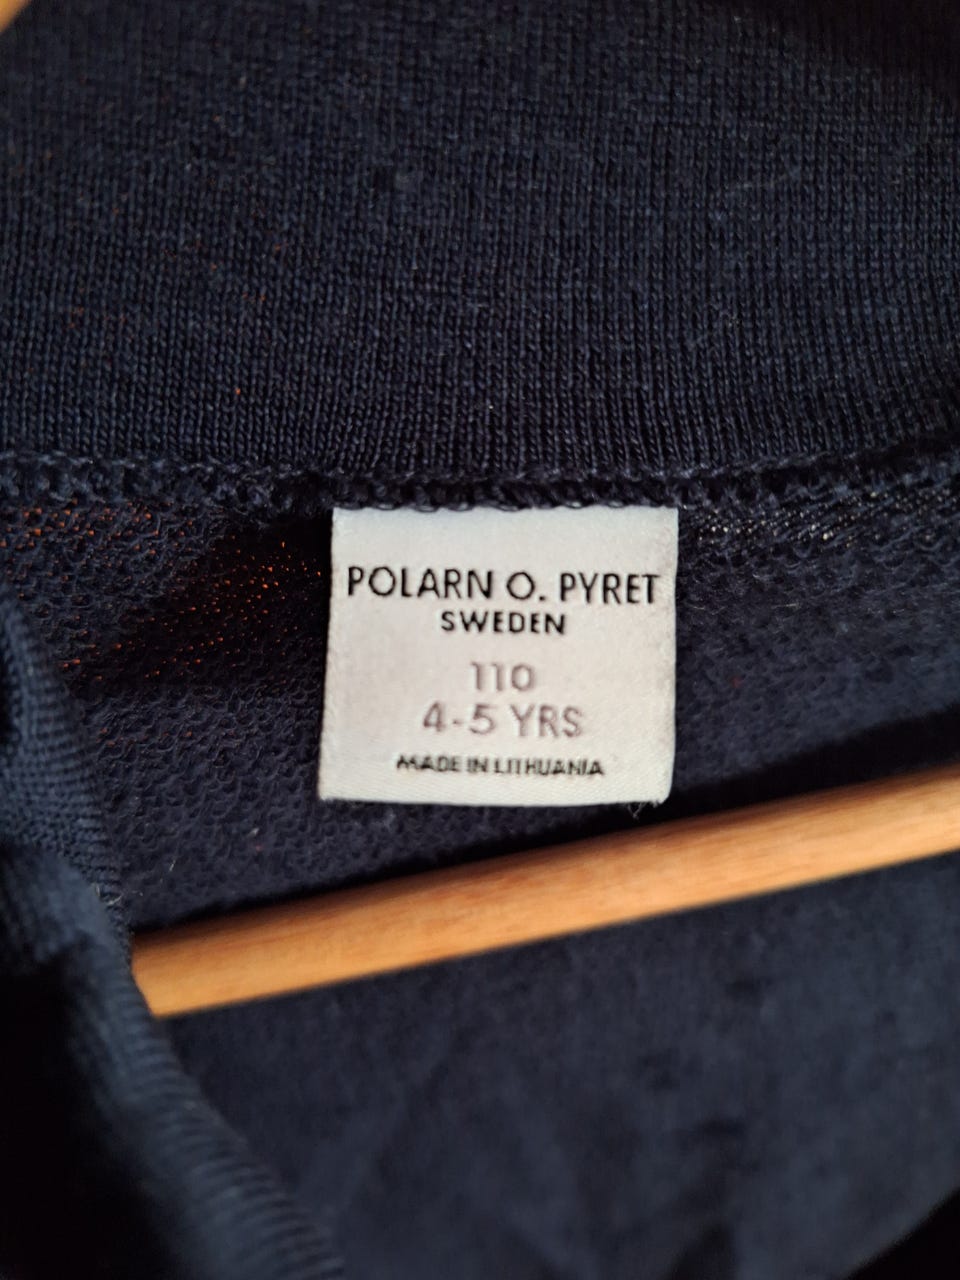 POLARN O. PYRET
SWEDEN
110
4-5 YRS
MADE IN LITHUANIA